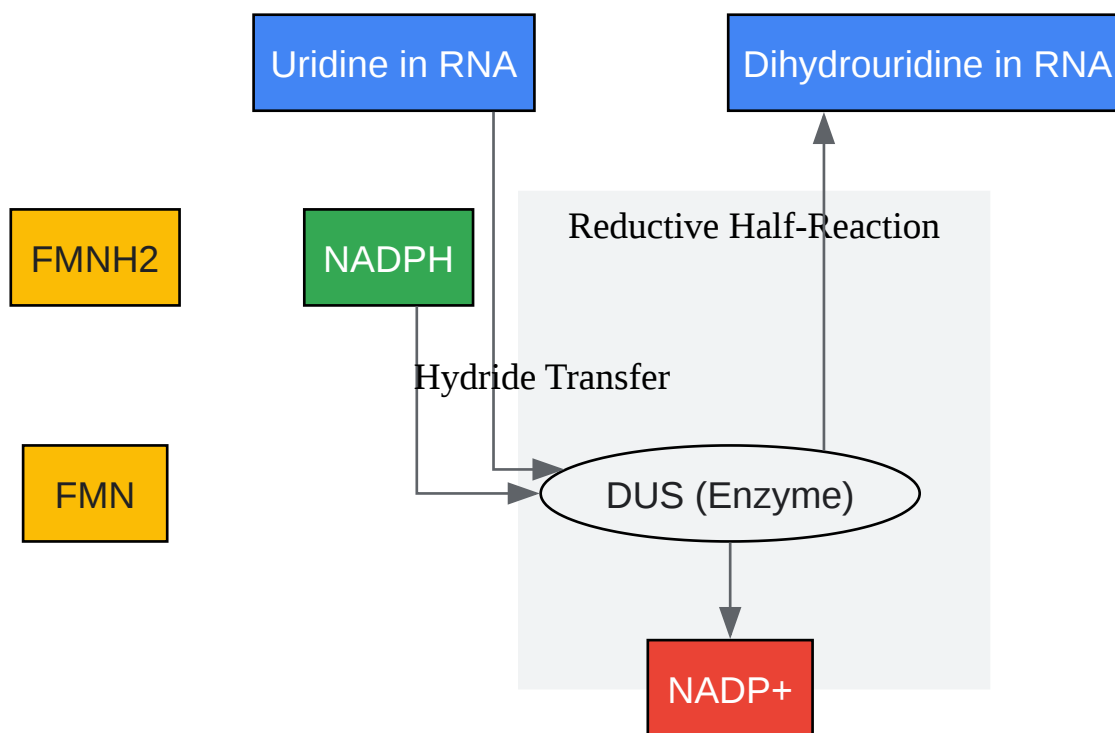 Uridine in RNA
Dihydrouridine in RNA
Reductive Half-Reaction
FMNH2
NADPH
Hydride Transfer
FMN
DUS (Enzyme)
NADP+